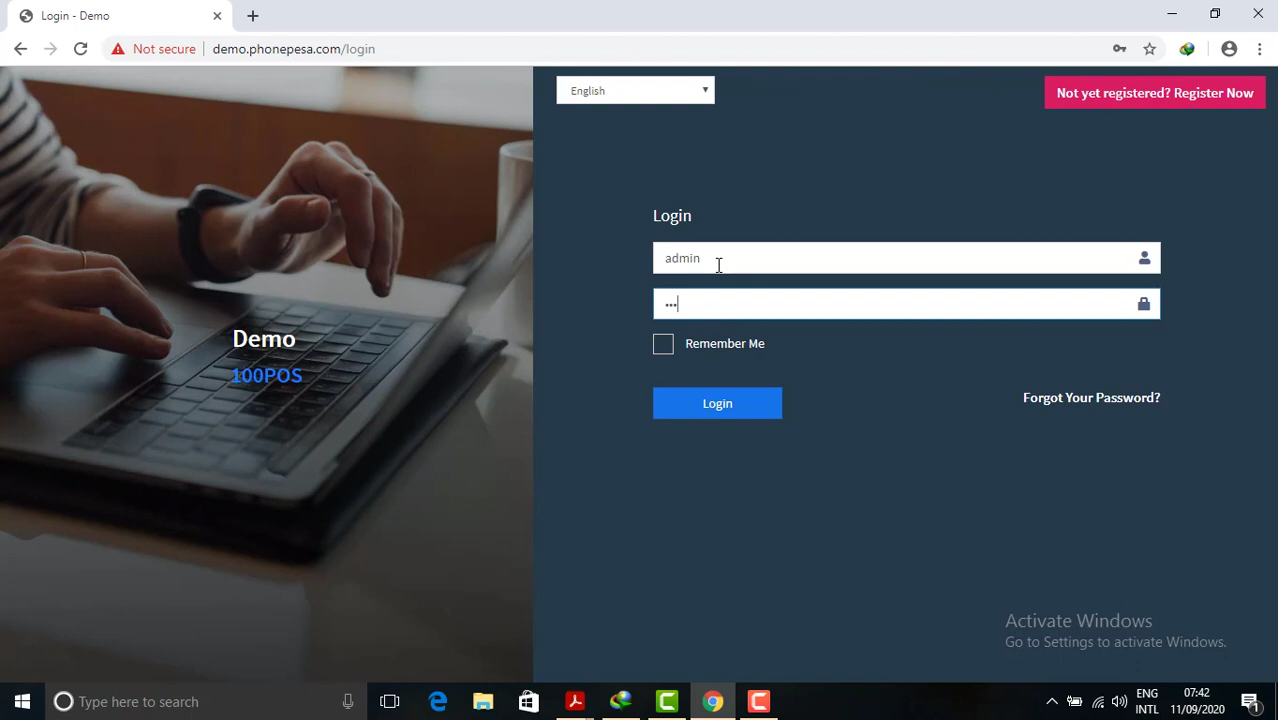 Login - Demo
Not secure
demo.phonepesa.com/login
English
Not yet registered? Register Now
Login
admin
•••
Remember Me
Demo
100POS
Login
Forgot Your Password?
Activate Windows
Go to Settings to activate Windows.
Type here to search
ENG
INTL
07:42
11/09/2020
1